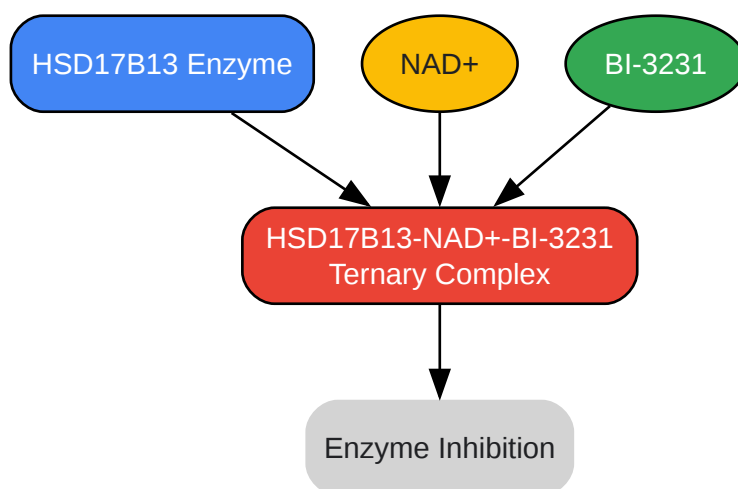 HSD17B13 Enzyme
NAD+
BI-3231
HSD17B13-NAD+-BI-3231
Ternary Complex
Enzyme Inhibition